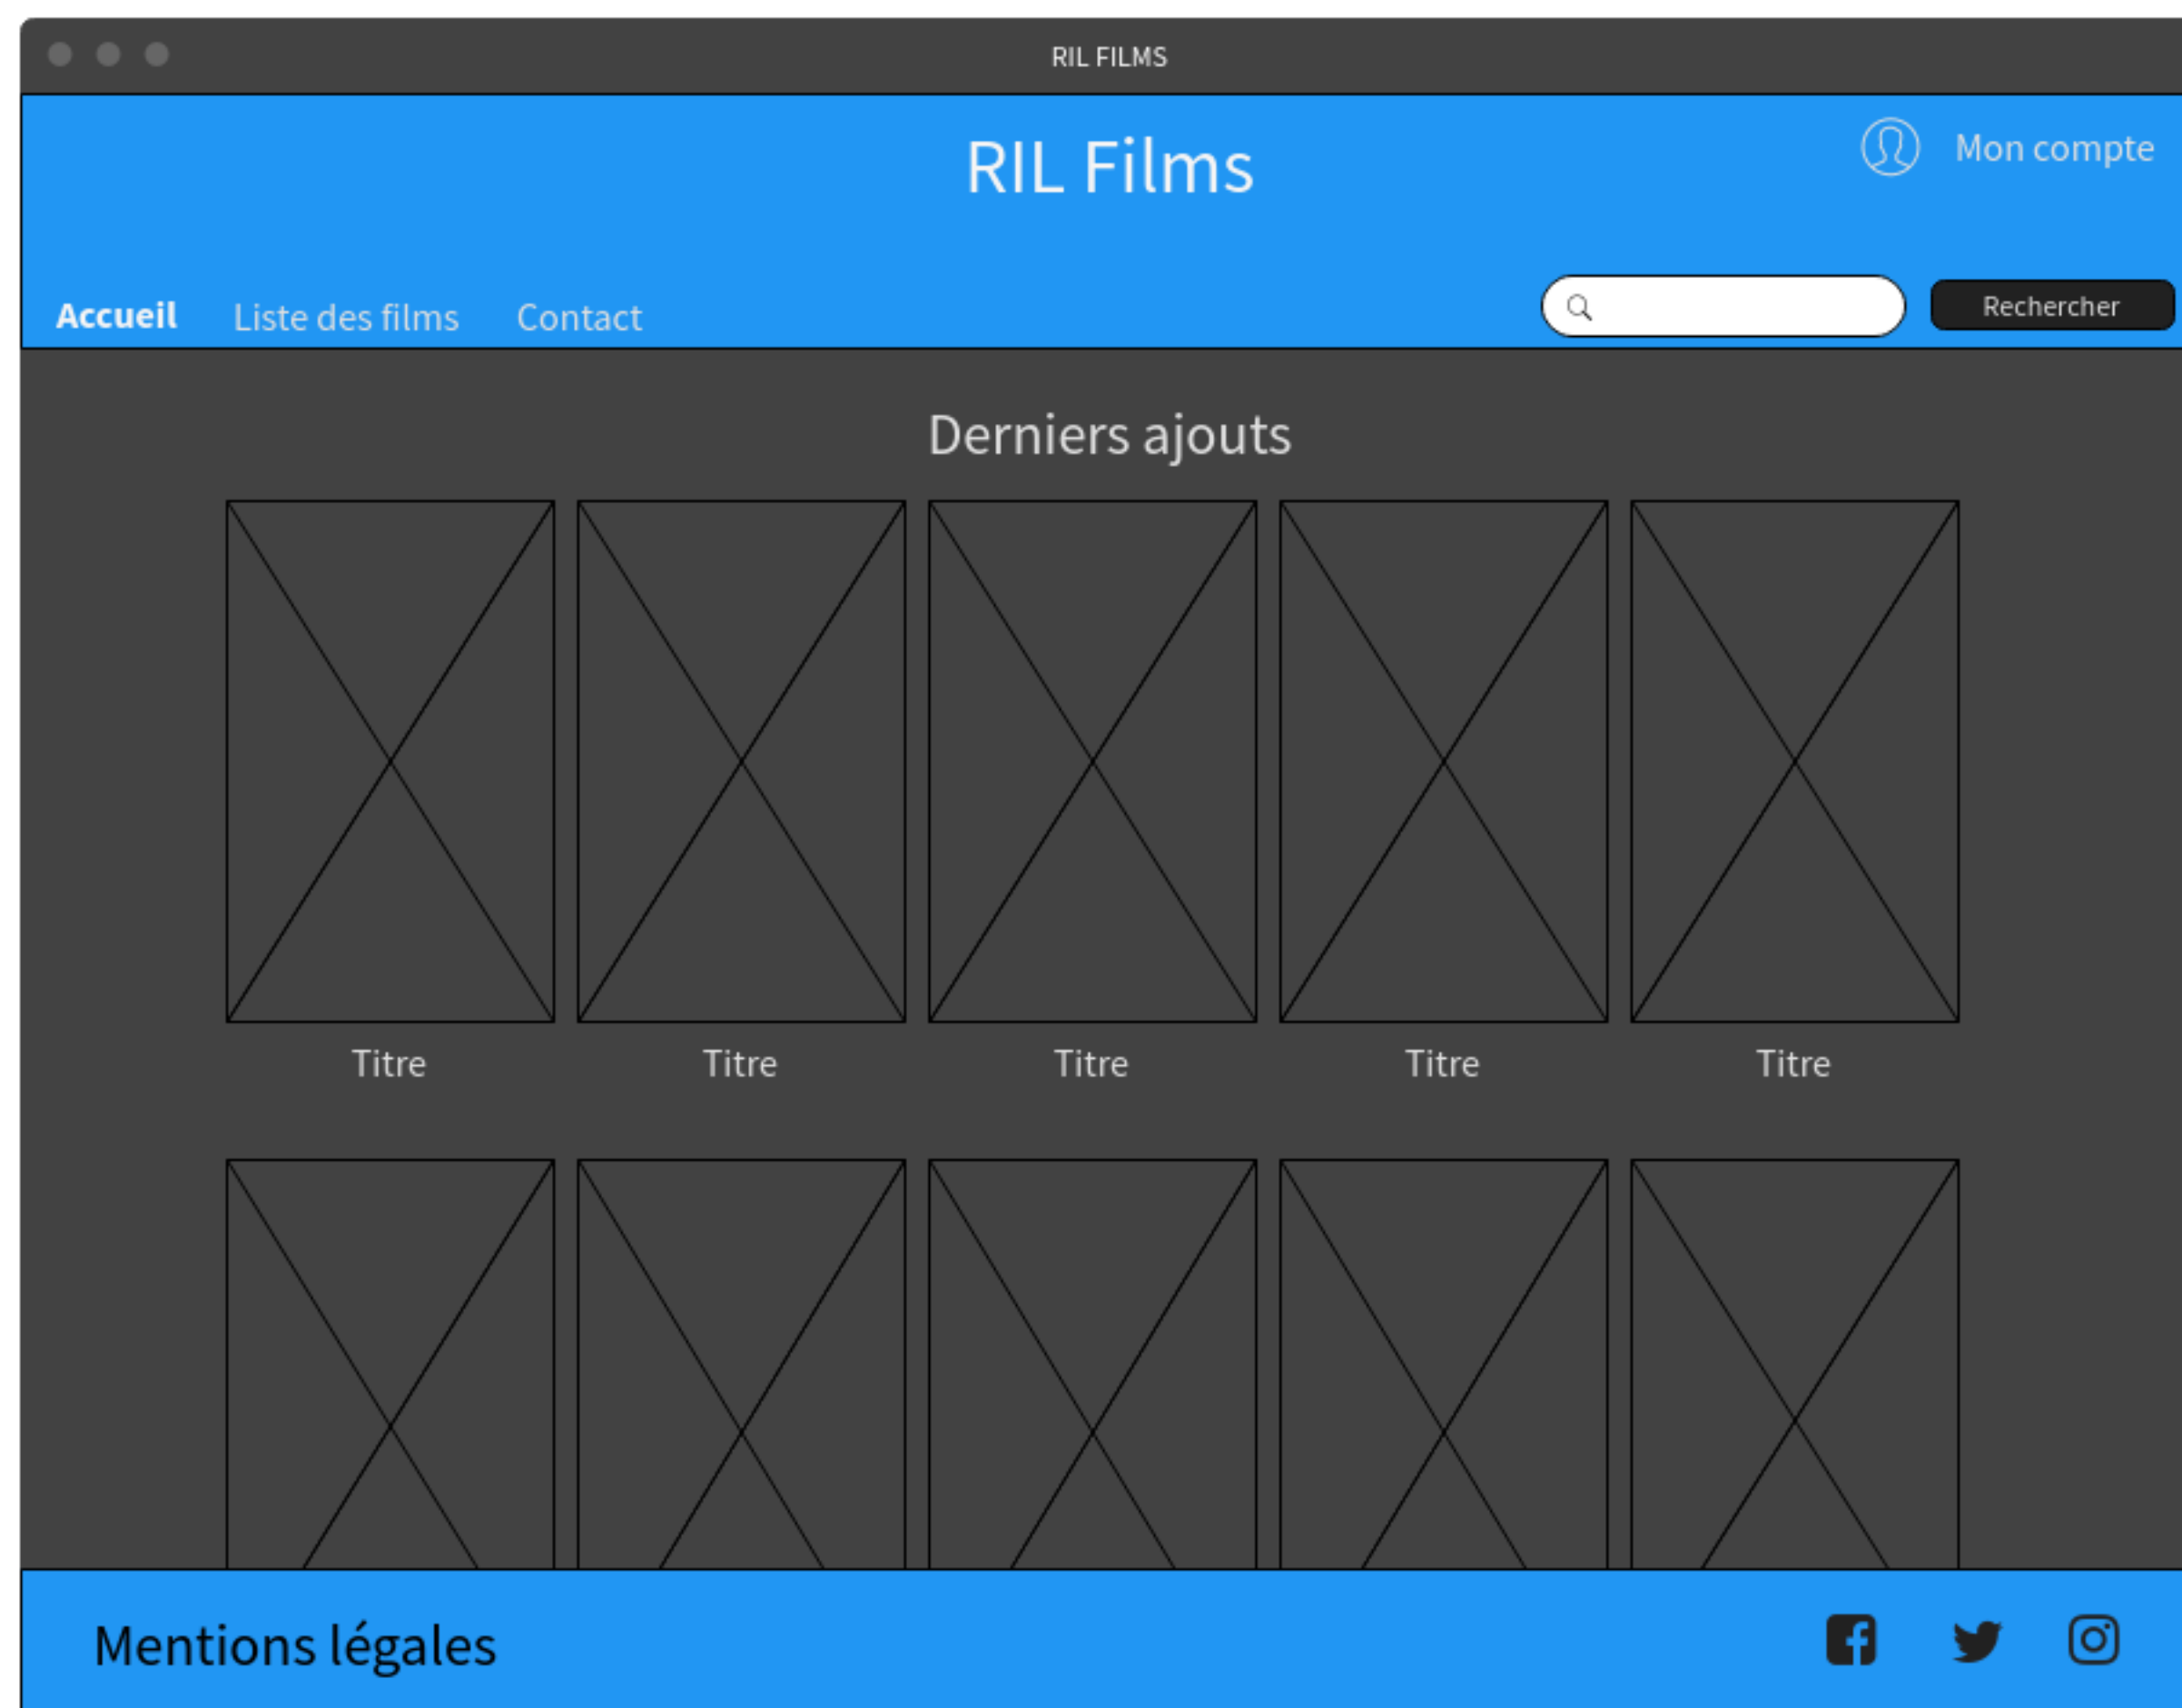 RIL FILMS
RIL Films
Mon compte
Accueil Liste des films Contact
Rechercher
Derniers ajouts
Titre Titre Titre Titre Titre
Mentions légales